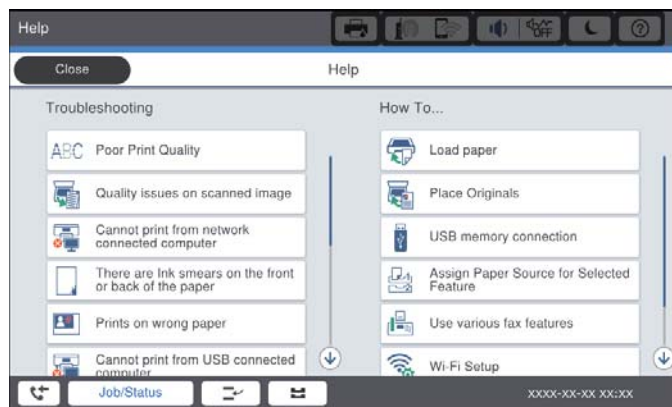 Help
OFF
Close
Help
Troubleshooting
How To...
ABC
Poor Print Quality
Load paper
Quality issues on scanned image
Place Originals
Cannot print from network
connected computer
USB memory connection
There are Ink smears on the front
or back of the paper
Assign Paper Source for Selected
Feature
Prints on wrong paper
Use various fax features
Cannot print from USB connected
computer
Wi-Fi Setup
Job/Status
XXXX-XX-XX XX:XX